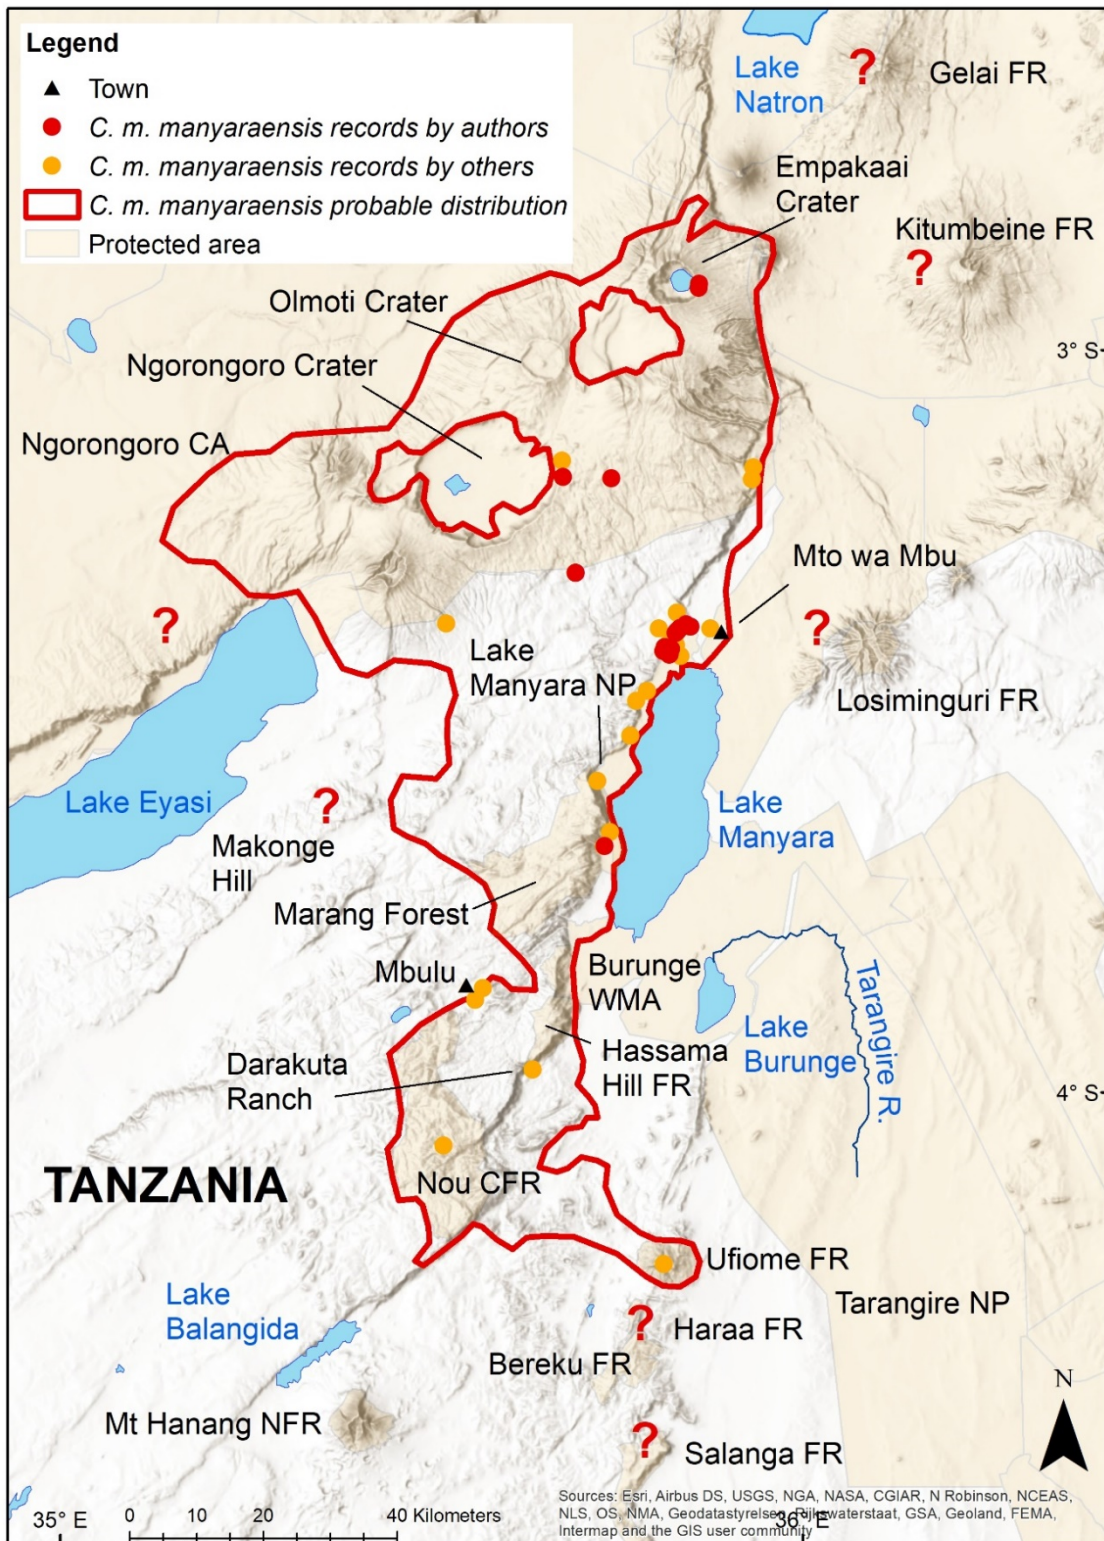 Legend
Town
C. m. manyaraensis records by authors
C. m. manyaraensis records by others
C. m. manyaraensis probable distribution
Protected area
Lake
Natron
?
Gelai FR
Empakaai
Crater
Kitumbeine FR
?
Olmoti Crater
Ngorongoro Crater
3° S
Ngorongoro CA
Mto wa Mbu
?
?
Lake
Manyara NP
Losiminguri FR
Lake Eyasi
?
Makonge
Hill
Lake
Manyara
Marang Forest
Mbulu
Burunge
WMA
Tarangire R.
Lake
Burunge
Darakuta
Ranch
Hassama
Hill FR
4° S
TANZANIA
Nou CFR
Ufiome FR
Lake
Balangida
Tarangire NP
?
Haraa FR
Bereku FR
Mt Hanang NFR
?
Salanga FR
N
Sources: Esri, Airbus DS, USGS, NGA, NASA, CGIAR, N Robinson, NCEAS,
NLS, OS, NMA, Geodatastyrelsen, Rijkswaterstaat, GSA, Geoland, FEMA,
Intermap and the GIS user community
35° E
0 10 20 40 Kilometers
36° E